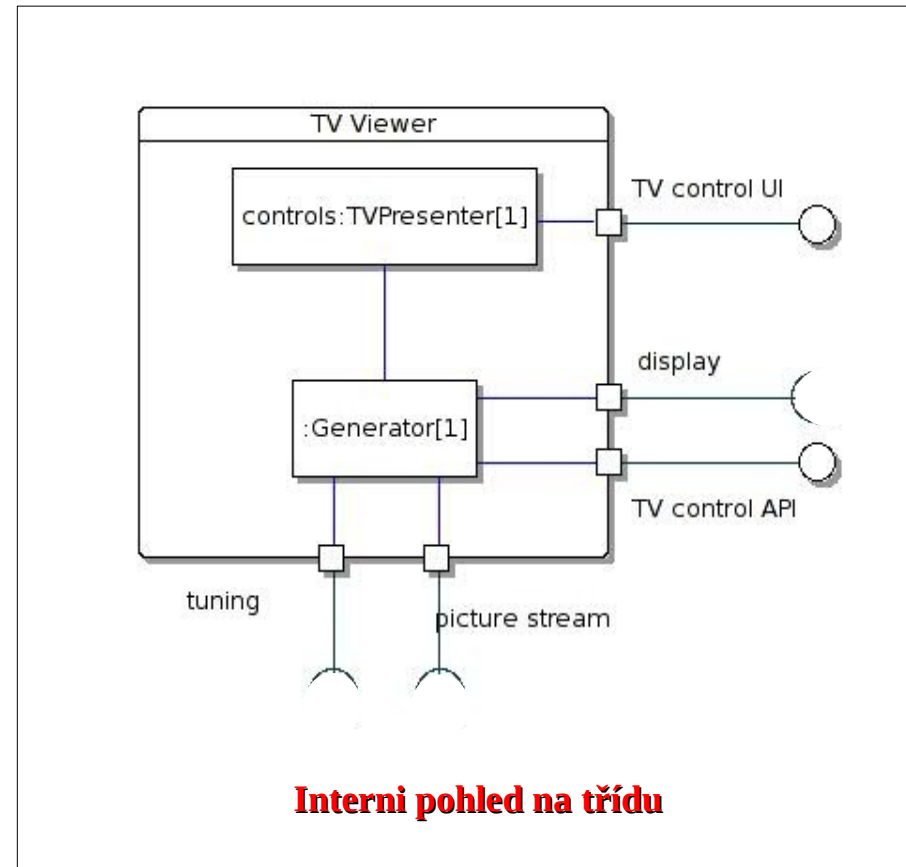 TV Viewer
controls:TVPresenter[1]
TV control UI
display
:Generator[1]
TV control API
tuning
picture stream
Interni pohled na třídu